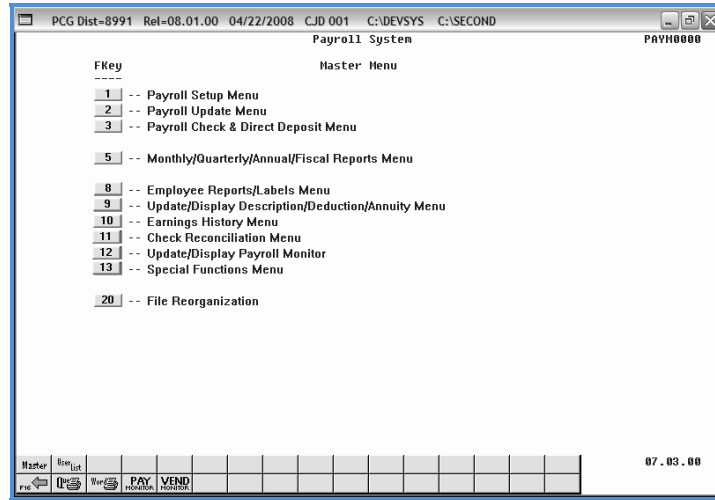 PCG Dist=8991 Rel=08.01.00 04/22/2008 CJD 001 C:\DEVSYS C:\SECOND
Payroll System PAYM0000
FKey Master Menu
----
1 -- Payroll Setup Menu
2 -- Payroll Update Menu
3 -- Payroll Check & Direct Deposit Menu
5 -- Monthly/Quarterly/Annual/Fiscal Reports Menu
8 -- Employee Reports/Labels Menu
9 -- Update/Display Description/Deduction/Annuity Menu
10 -- Earnings History Menu
11 -- Check Reconciliation Menu
12 -- Update/Display Payroll Monitor
13 -- Special Functions Menu
20 -- File Reorganization
Master User list 07.03.00
F16 Que Word PAY MONITOR VEND MONITOR